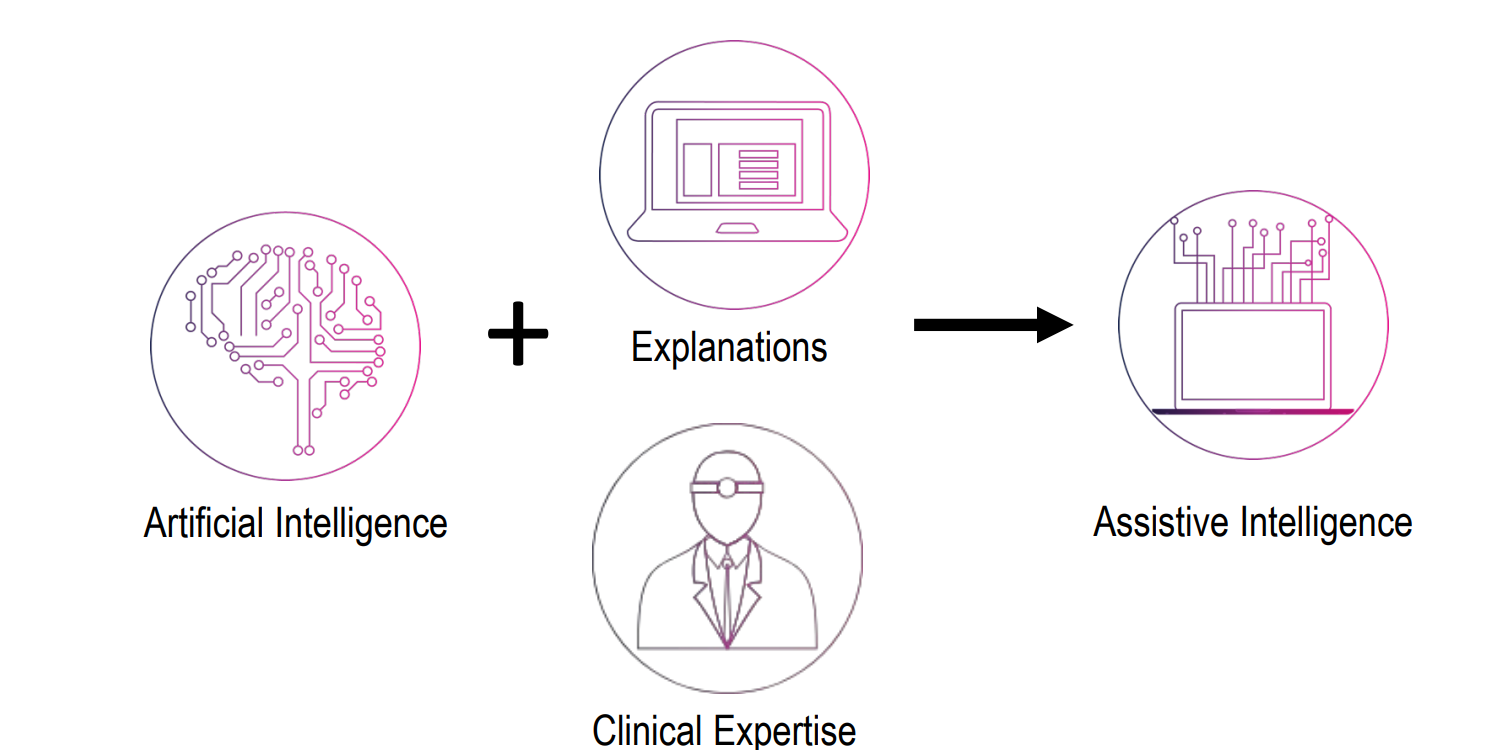 Artificial Intelligence
Explanations
Clinical Expertise
Assistive Intelligence